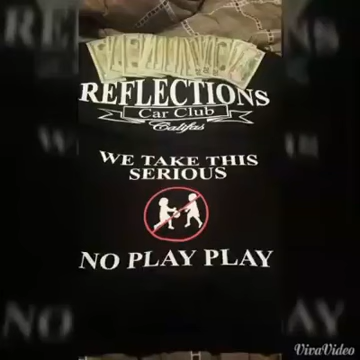 REFLECTIONS
Car Club
Califas
WE TAKE THIS
SERIOUS
NO PLAY PLAY
VivaVideo